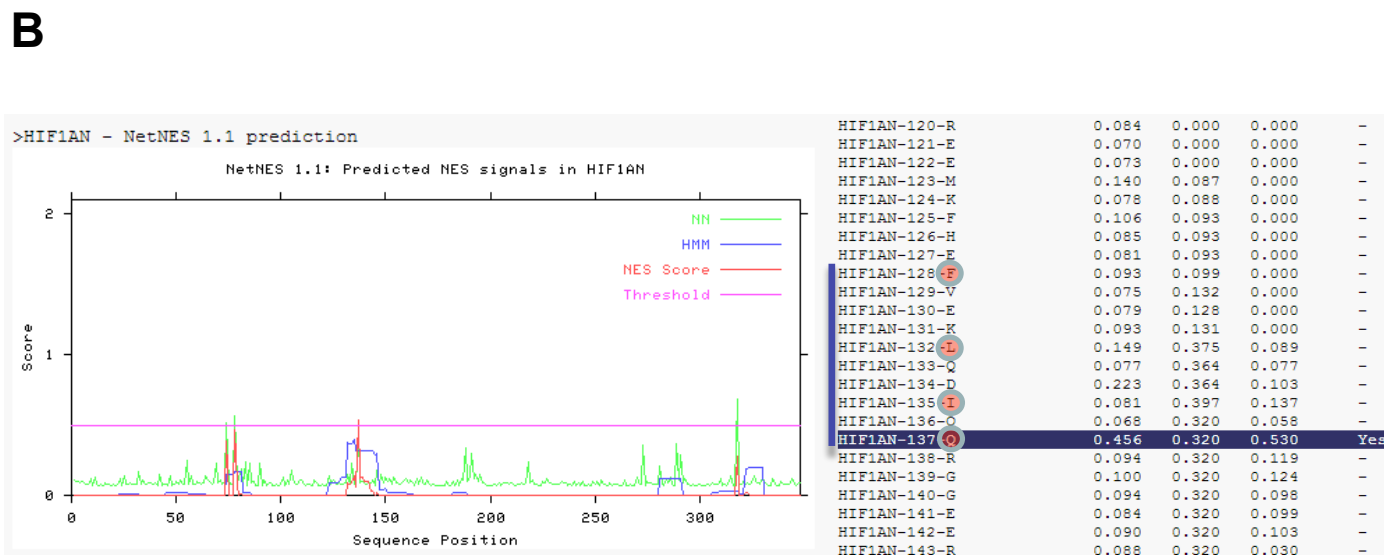 B
>HIF1AN - NetNES 1.1 prediction
NetNES 1.1: Predicted NES signals in HIF1AN
NN
HMM
NES Score
Threshold
2
1
0
Score
0 50 100 150 200 250 300
Sequence Position
HIF1AN-120-R 0.084 0.000 0.000 -
HIF1AN-121-E 0.070 0.000 0.000 -
HIF1AN-122-E 0.073 0.000 0.000 -
HIF1AN-123-M 0.140 0.087 0.000 -
HIF1AN-124-K 0.078 0.088 0.000 -
HIF1AN-125-F 0.106 0.093 0.000 -
HIF1AN-126-H 0.085 0.093 0.000 -
HIF1AN-127-E 0.081 0.093 0.000 -
HIF1AN-128-F 0.093 0.099 0.000 -
HIF1AN-129-V 0.075 0.132 0.000 -
HIF1AN-130-E 0.079 0.128 0.000 -
HIF1AN-131-K 0.093 0.131 0.000 -
HIF1AN-132-L 0.149 0.375 0.089 -
HIF1AN-133-Q 0.077 0.364 0.077 -
HIF1AN-134-D 0.223 0.364 0.103 -
HIF1AN-135-I 0.081 0.397 0.137 -
HIF1AN-136-Q 0.068 0.320 0.058 -
HIF1AN-137-Q 0.456 0.320 0.530 Yes
HIF1AN-138-R 0.094 0.320 0.119 -
HIF1AN-139-G 0.100 0.320 0.124 -
HIF1AN-140-G 0.094 0.320 0.098 -
HIF1AN-141-E 0.084 0.320 0.099 -
HIF1AN-142-E 0.090 0.320 0.103 -
HIF1AN-143-R 0.088 0.320 0.030 -